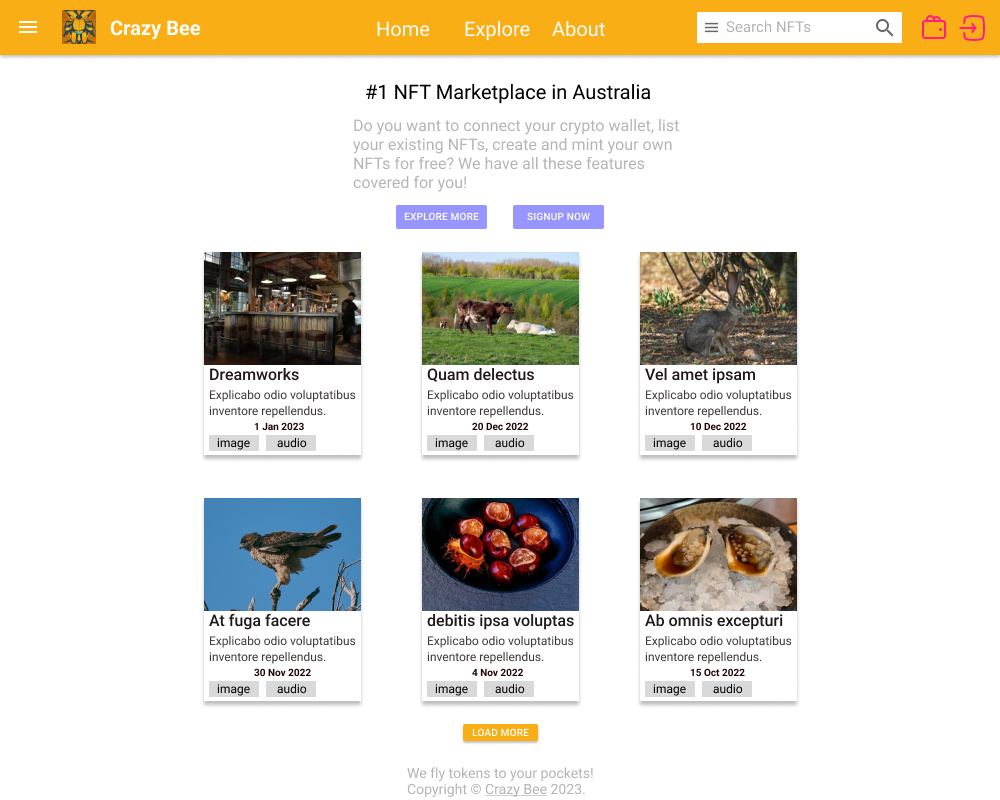 Crazy Bee
Home Explore About
Search NFTs
#1 NFT Marketplace in Australia
Do you want to connect your crypto wallet, list
your existing NFTs, create and mint your own
NFTs for free? We have all these features
covered for you!
EXPLORE MORE SIGNUP NOW
Dreamworks
Explicabo odio voluptatibus
inventore repellendus.
1 Jan 2023
image audio
Quam delectus
Explicabo odio voluptatibus
inventore repellendus.
20 Dec 2022
image audio
Vel amet ipsam
Explicabo odio voluptatibus
inventore repellendus.
10 Dec 2022
image audio
At fuga facere
Explicabo odio voluptatibus
inventore repellendus.
30 Nov 2022
image audio
debitis ipsa voluptas
Explicabo odio voluptatibus
inventore repellendus.
4 Nov 2022
image audio
Ab omnis excepturi
Explicabo odio voluptatibus
inventore repellendus.
15 Oct 2022
image audio
LOAD MORE
We fly tokens to your pockets!
Copyright © Crazy Bee 2023.